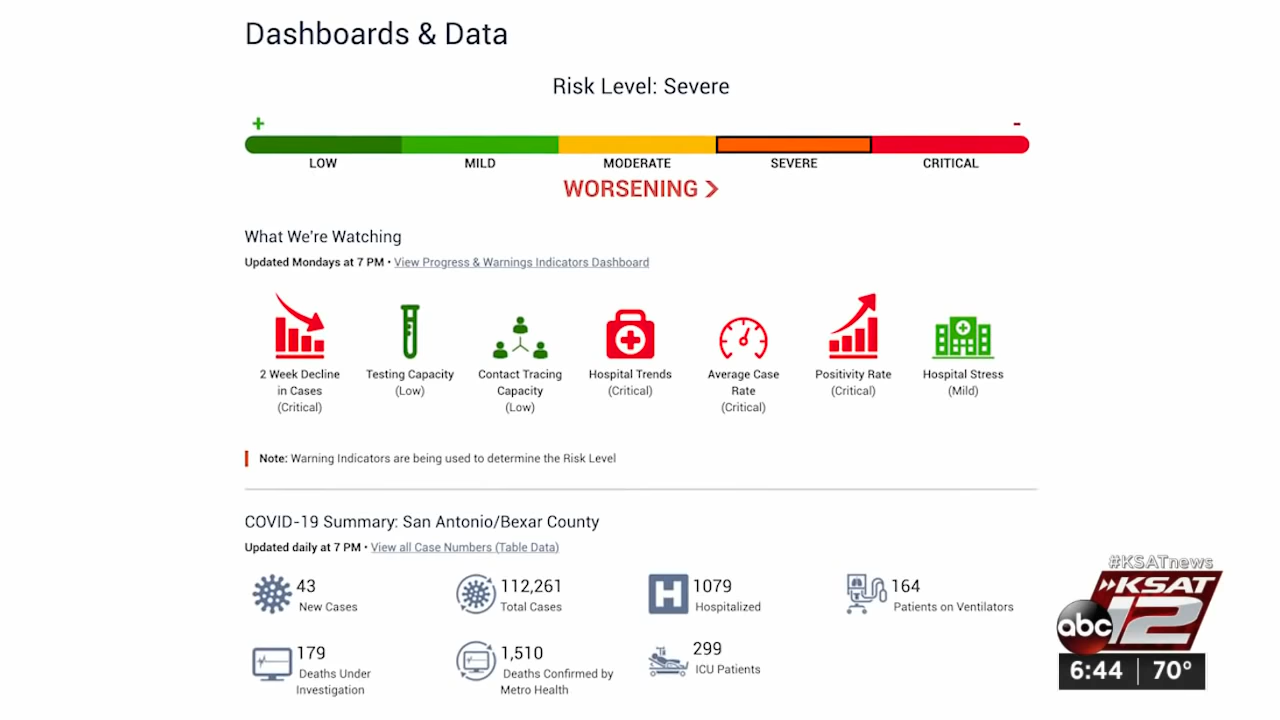 Dashboards & Data
Risk Level: Severe
+ -
LOW MILD MODERATE SEVERE CRITICAL
WORSENING >
What We're Watching
Updated Mondays at 7 PM • View Progress & Warnings Indicators Dashboard
2 Week Decline
in Cases
(Critical)
Testing Capacity
(Low)
Contact Tracing
Capacity
(Low)
Hospital Trends
(Critical)
Average Case
Rate
(Critical)
Positivity Rate
(Critical)
Hospital Stress
(Mild)
Note: Warning Indicators are being used to determine the Risk Level
COVID-19 Summary: San Antonio/Bexar County
Updated daily at 7 PM • View all Case Numbers (Table Data)
43
New Cases
112,261
Total Cases
H
1079
Hospitalized
164
Patients on Ventilators
179
Deaths Under
Investigation
1,510
Deaths Confirmed by
Metro Health
299
ICU Patients
#KSATnews
KSAT
abc 12
6:44 70°